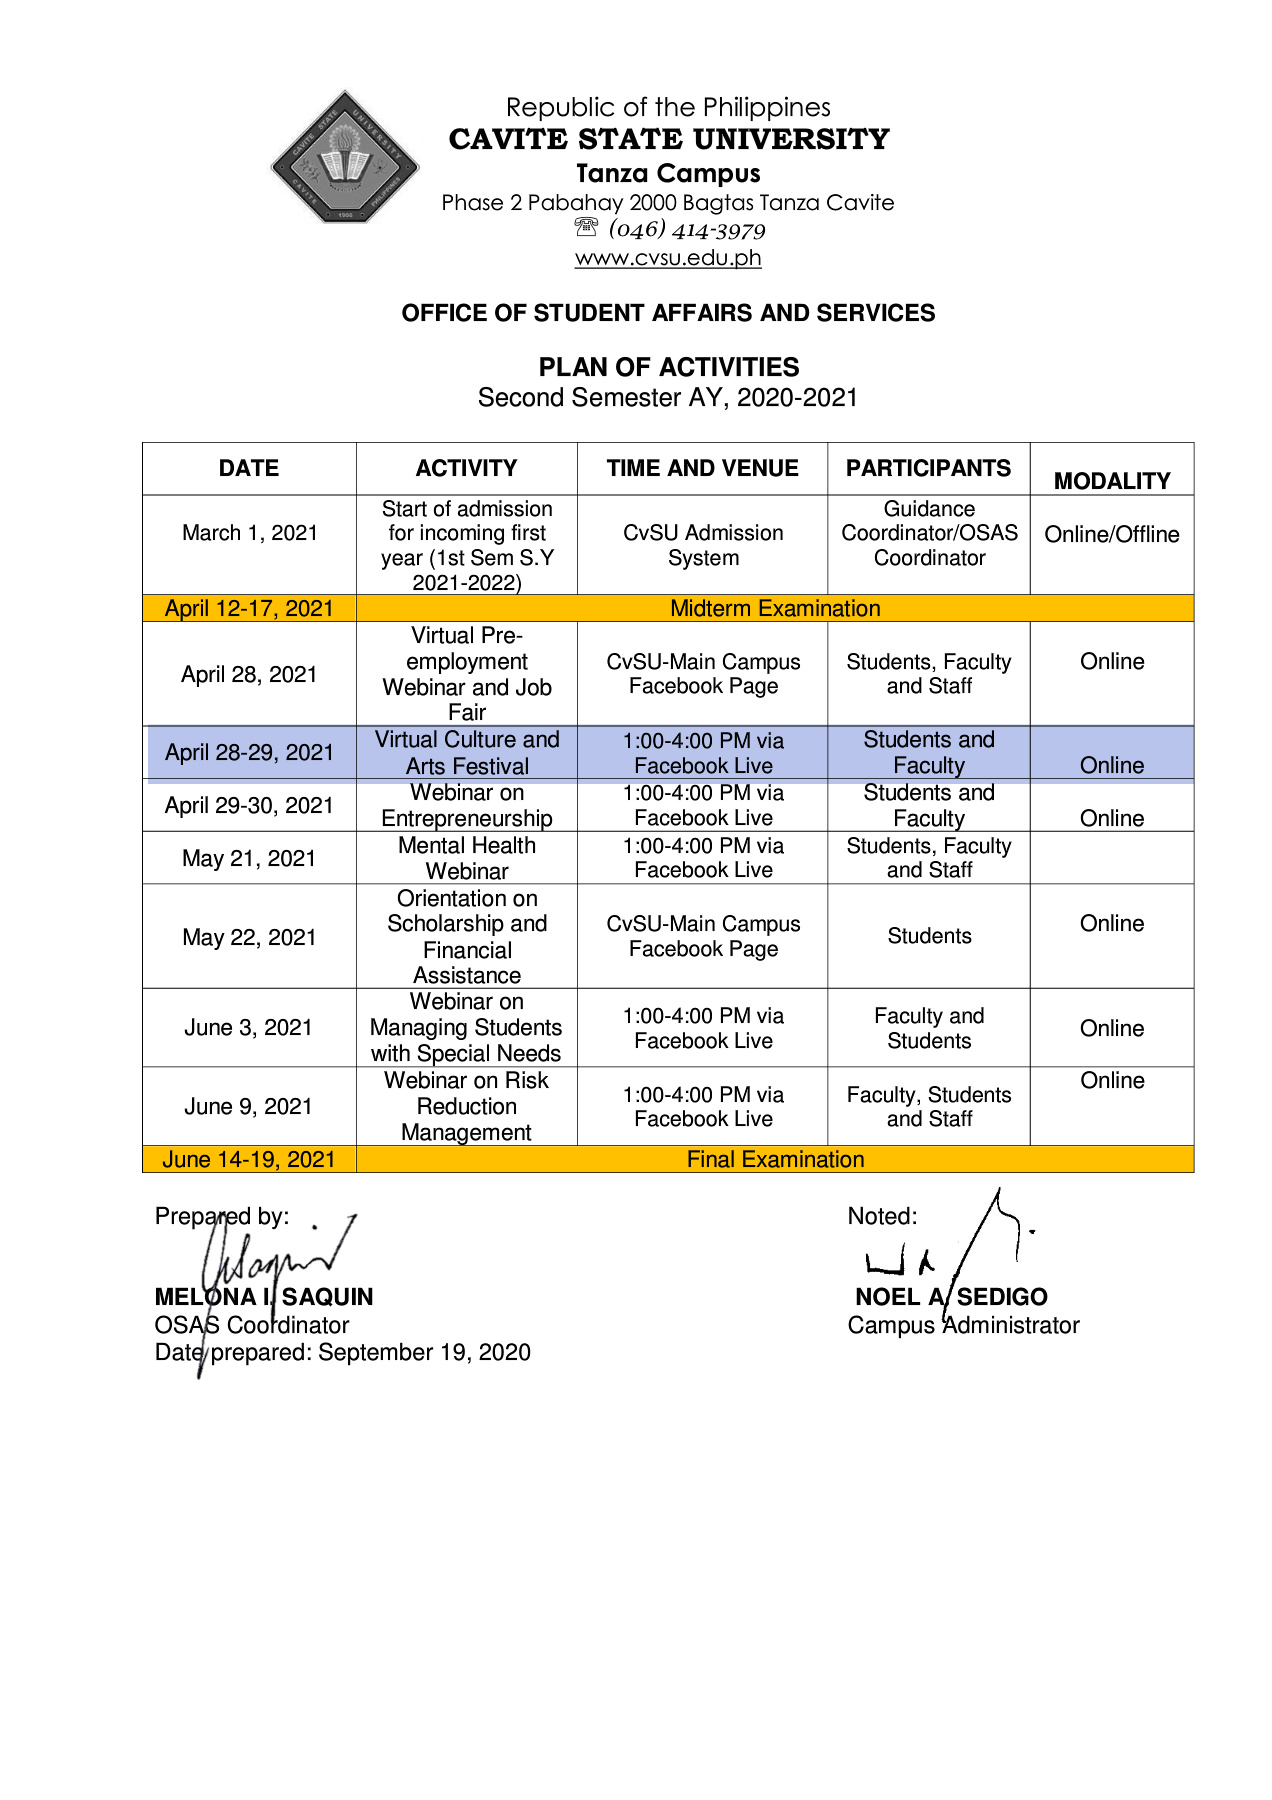 Republic of the Philippines
CAVITE STATE UNIVERSITY
Tanza Campus
Phase 2 Pabahay 2000 Bagtas Tanza Cavite
☏ (046) 414-3979
www.cvsu.edu.ph
CAVITE STATE UNIVERSITY
CAVITE 1906 PHILIPPINES
OFFICE OF STUDENT AFFAIRS AND SERVICES
PLAN OF ACTIVITIES
Second Semester AY, 2020-2021
DATE ACTIVITY TIME AND VENUE PARTICIPANTS MODALITY
March 1, 2021
Start of admission
for incoming first
year (1st Sem S.Y
2021-2022)
CvSU Admission
System
Guidance
Coordinator/OSAS
Coordinator
Online/Offline
April 12-17, 2021 Midterm Examination
April 28, 2021
Virtual Pre-
employment
Webinar and Job
Fair
CvSU-Main Campus
Facebook Page
Students, Faculty
and Staff
Online
April 28-29, 2021
Virtual Culture and
Arts Festival
1:00-4:00 PM via
Facebook Live
Students and
Faculty
Online
April 29-30, 2021
Webinar on
Entrepreneurship
1:00-4:00 PM via
Facebook Live
Students and
Faculty
Online
May 21, 2021
Mental Health
Webinar
1:00-4:00 PM via
Facebook Live
Students, Faculty
and Staff
May 22, 2021
Orientation on
Scholarship and
Financial
Assistance
CvSU-Main Campus
Facebook Page
Students
Online
June 3, 2021
Webinar on
Managing Students
with Special Needs
1:00-4:00 PM via
Facebook Live
Faculty and
Students
Online
June 9, 2021
Webinar on Risk
Reduction
Management
1:00-4:00 PM via
Facebook Live
Faculty, Students
and Staff
Online
June 14-19, 2021 Final Examination
Prepared by:
MELONA I. SAQUIN
OSAS Coordinator
Date prepared: September 19, 2020
Noted:
NOEL A. SEDIGO
Campus Administrator